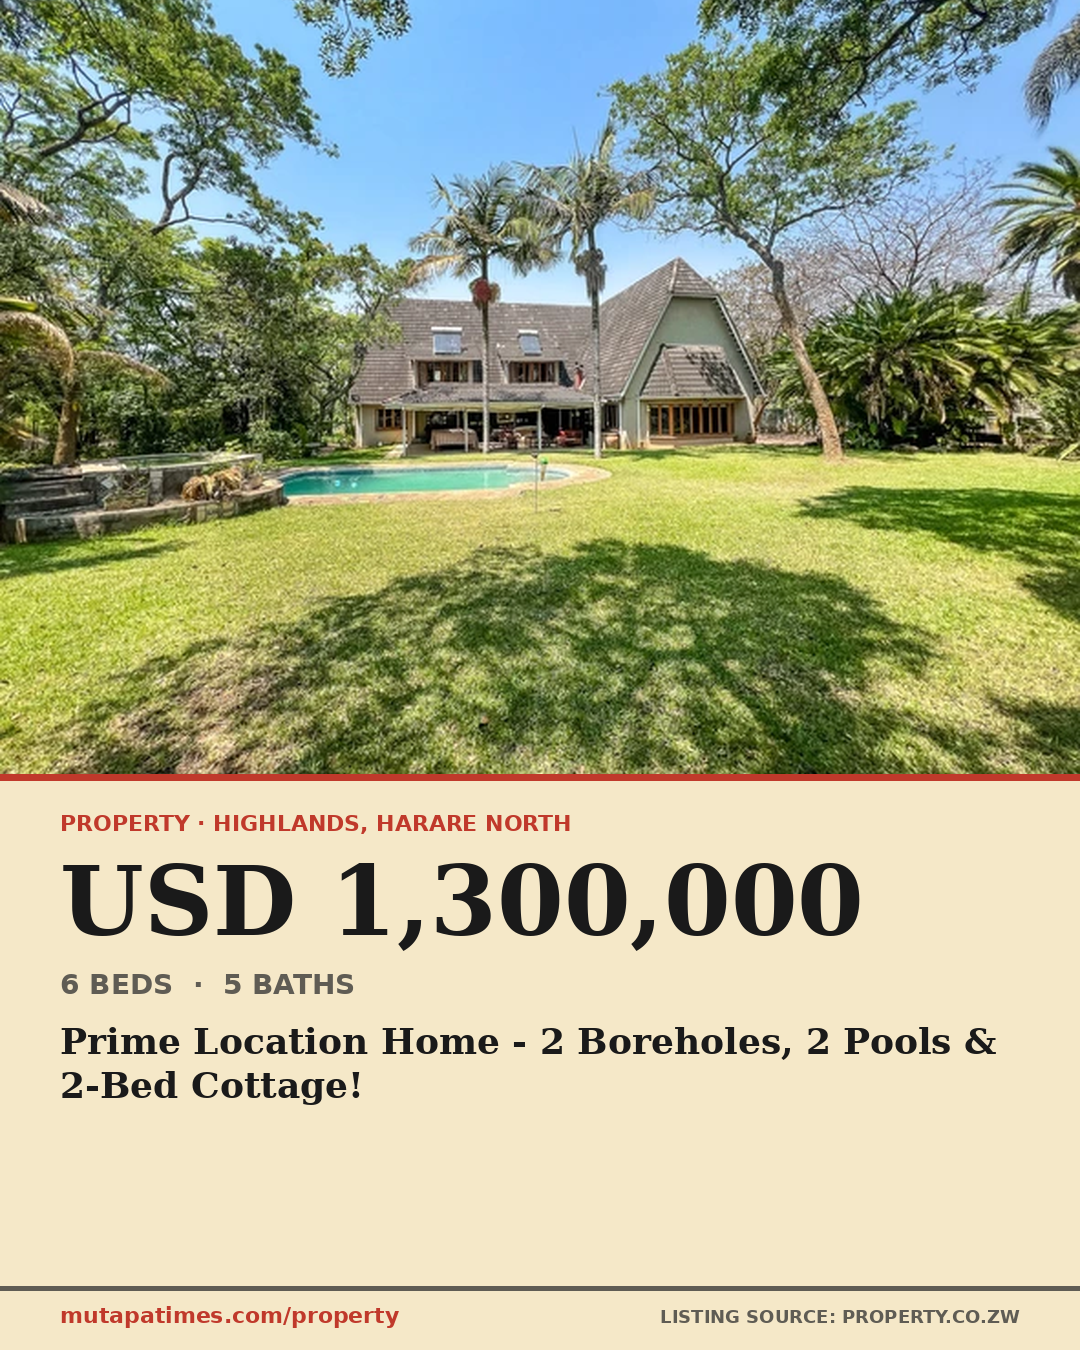 PROPERTY · HIGHLANDS, HARARE NORTH
USD 1,300,000
6 BEDS · 5 BATHS
Prime Location Home - 2 Boreholes, 2 Pools &
2-Bed Cottage!
mutapatimes.com/property
LISTING SOURCE: PROPERTY.CO.ZW